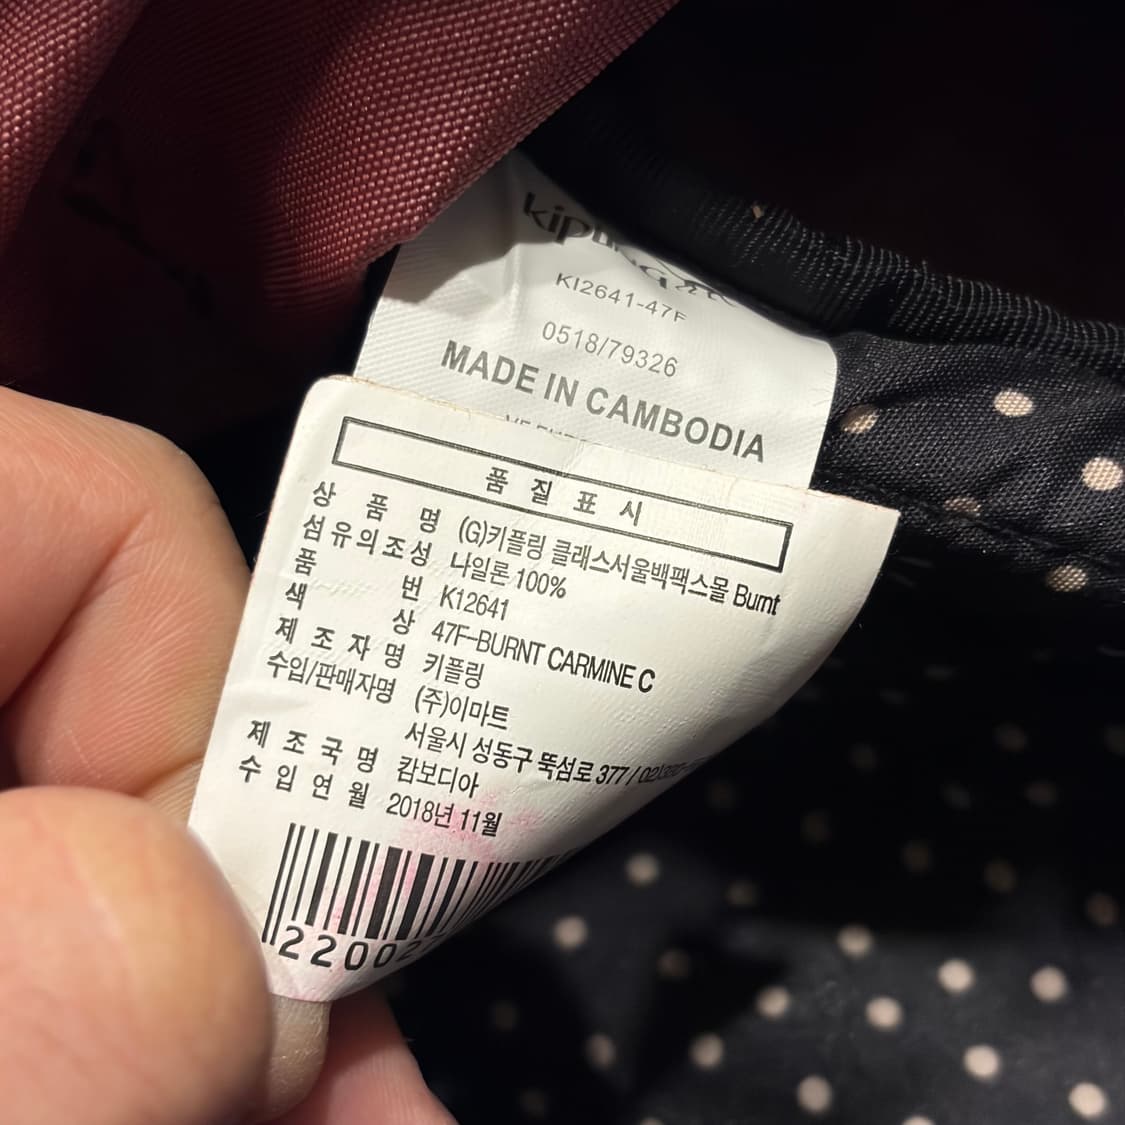 kipling
KI2641-47F
0518/79326
MADE IN CAMBODIA
품 질 표 시
상 품 명 (G)키플링 클래스서울백팩스몰 Burnt
섬유의조성 나일론 100%
품 번 K12641
색 상 47F-BURNT CARMINE C
제 조 자 명 키플링
수입/판매자명 (주)이마트
서울시 성동구 뚝섬로 377 /
제 조 국 명 캄보디아
수 입 연 월 2018년 11월
22002